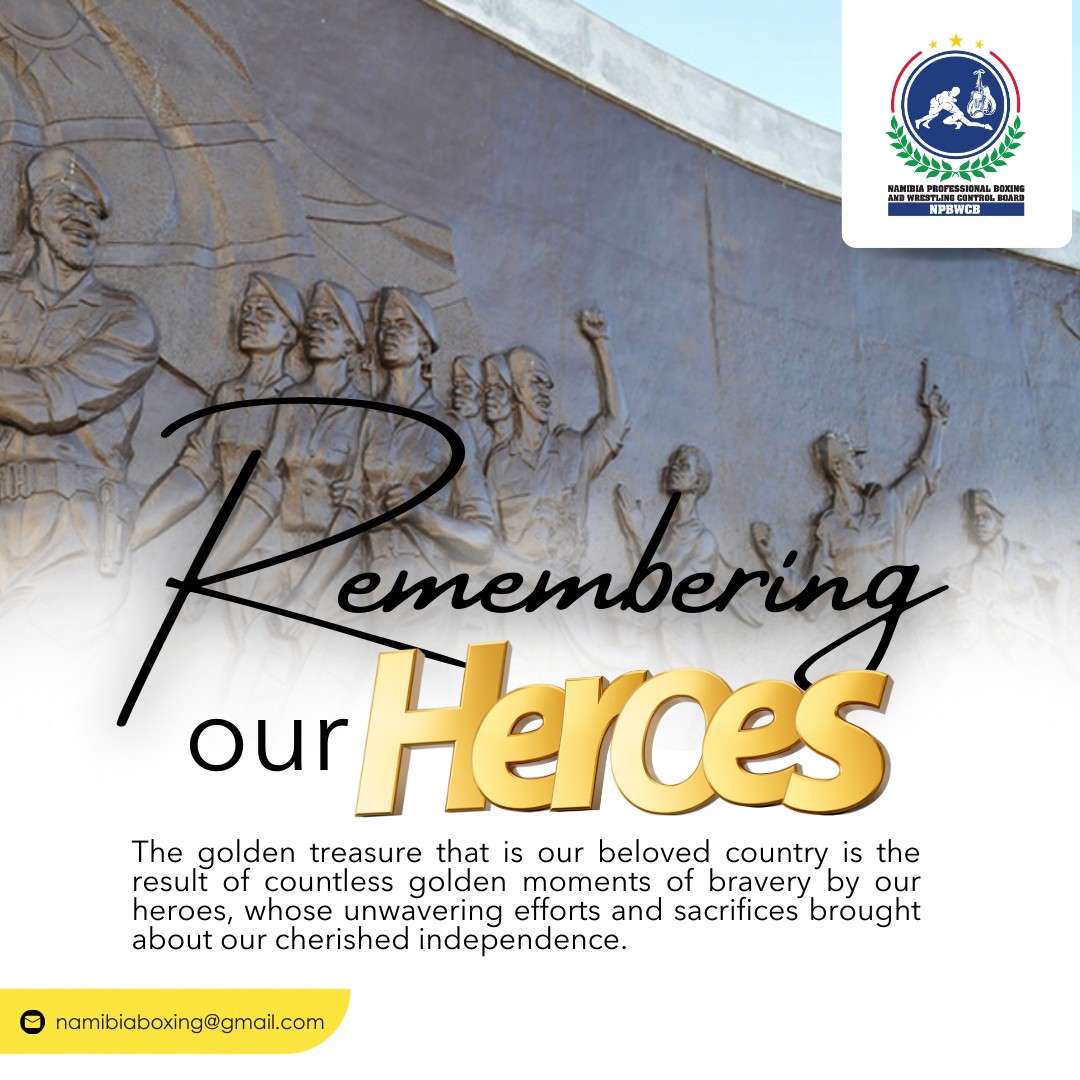 NAMIBIA PROFESSIONAL BOXING
AND WRESTLING CONTROL BOARD
NPBWCB
Remembering
our Heroes
The golden treasure that is our beloved country is the
result of countless golden moments of bravery by our
heroes, whose unwavering efforts and sacrifices brought
about our cherished independence.
namibiaboxing@gmail.com